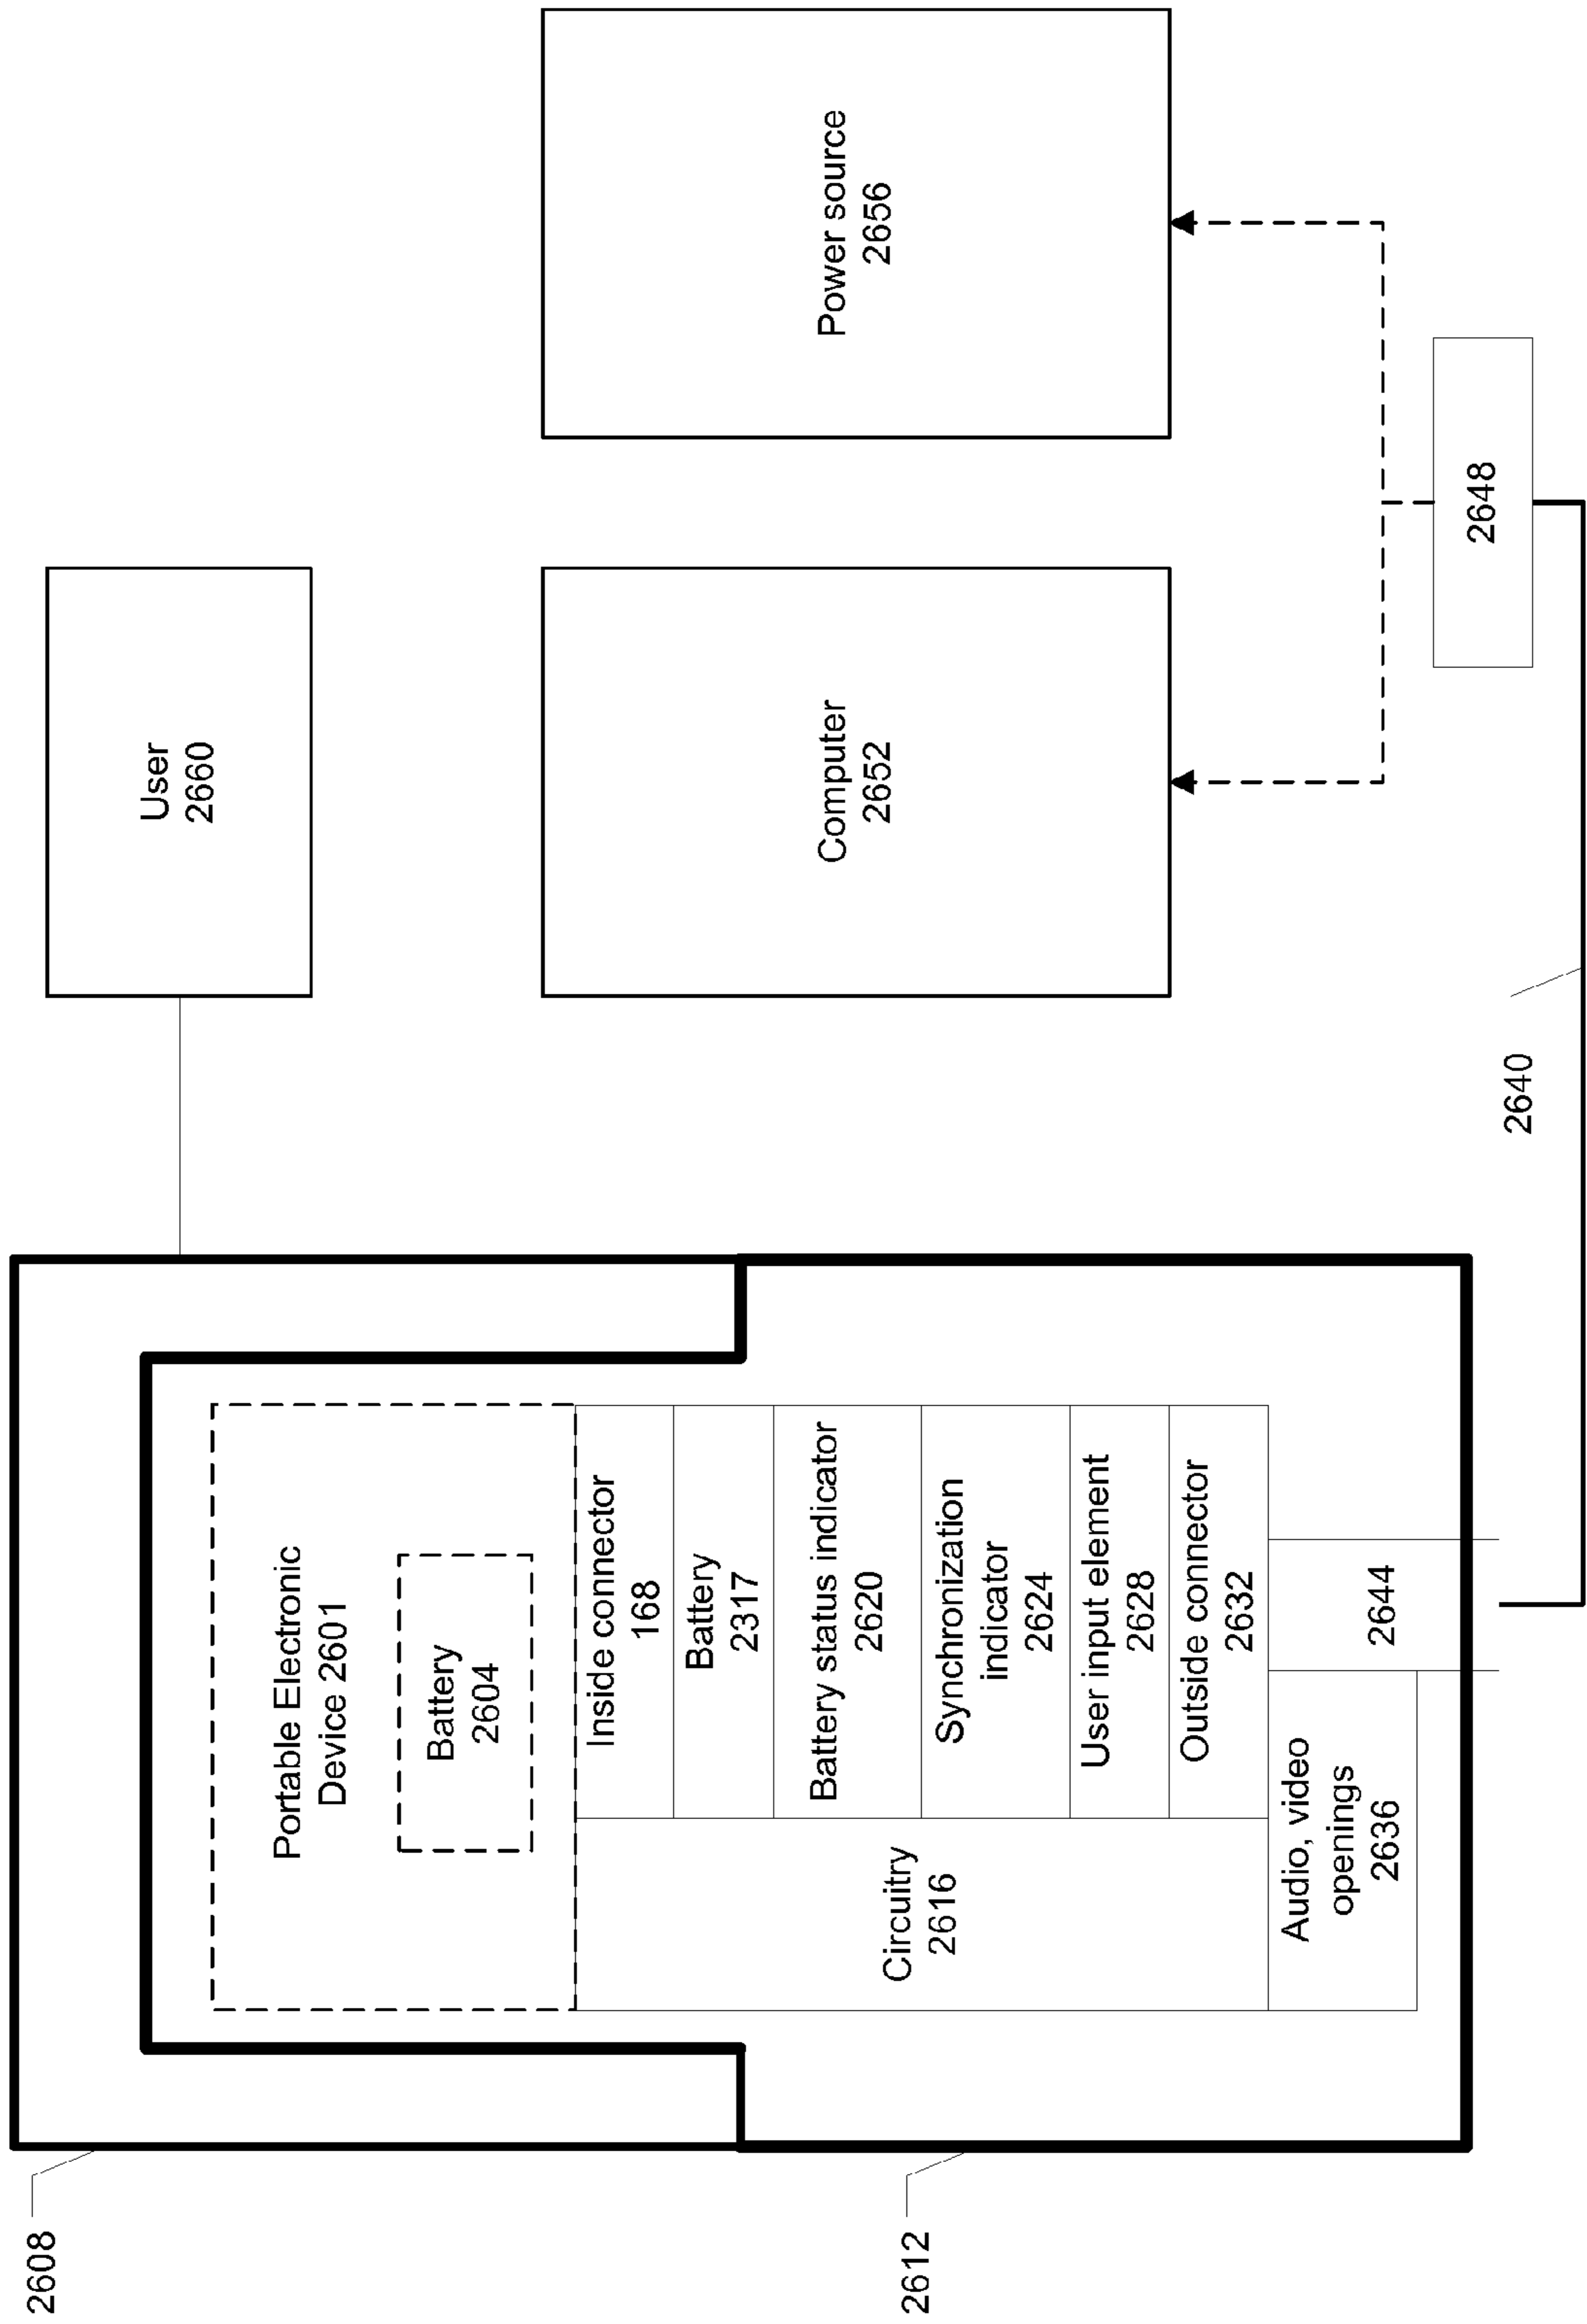 2608
2612
Portable Electronic
Device 2601
Battery
2604
Circuitry
2616
Inside connector
168
Battery
2317
Battery status indicator
2620
Synchronization
indicator
2624
User input element
2628
Outside connector
2632
Audio, video
openings
2636
2644
2640
User
2660
Computer
2652
Power source
2656
2648